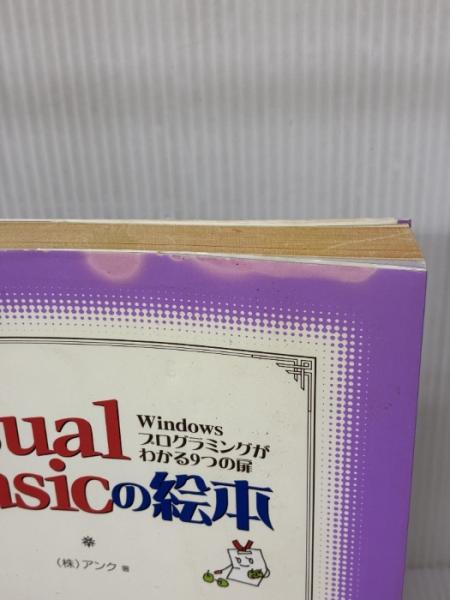 sual
Windows
プログラミングが
わかる9つの扉
asicの絵本
(株)アンク 著